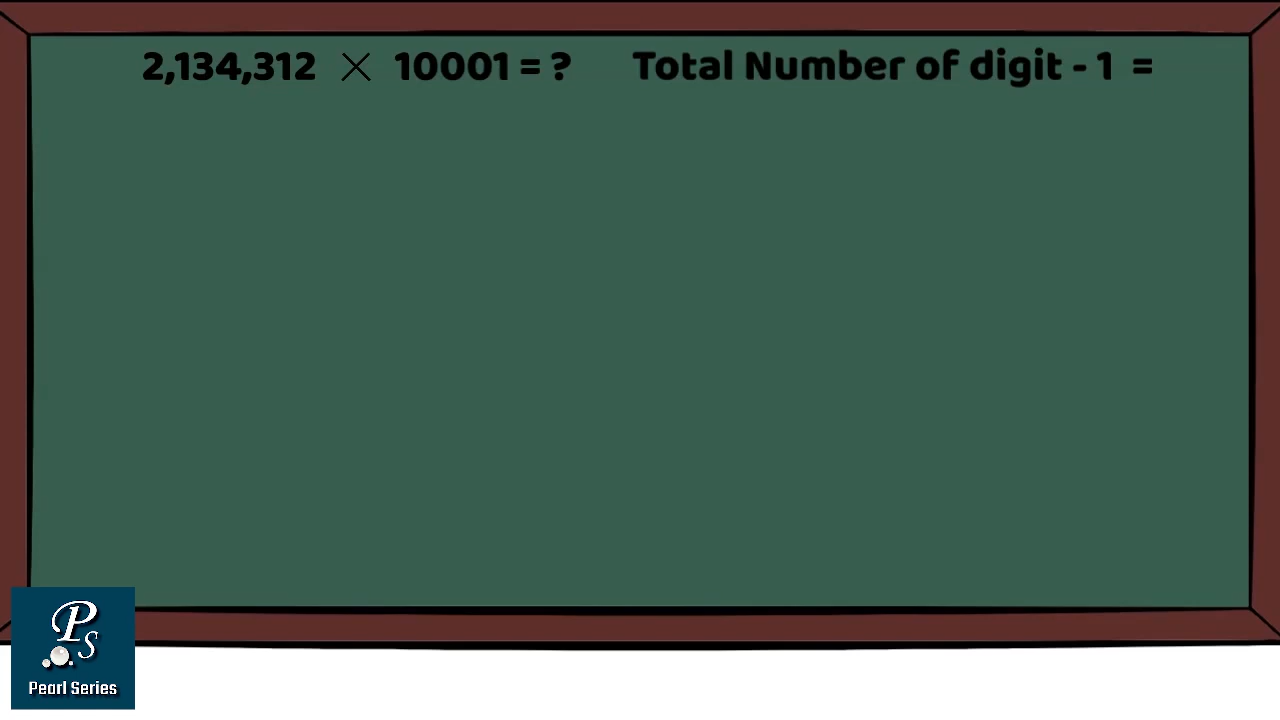 2,134,312 × 10001 = ? Total Number of digit - 1 =
PS
Pearl Series